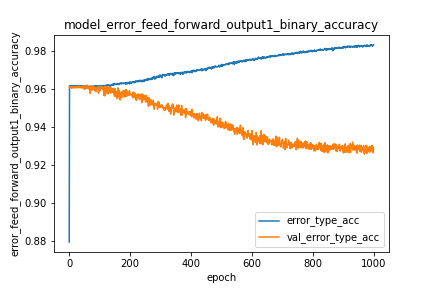 model_error_feed_forward_output1_binary_accuracy
error_feed_forward_output1_binary_accuracy
0.98
0.96
0.94
0.92
0.90
0.88
0
200
400
600
800
1000
epoch
error_type_acc
val_error_type_acc